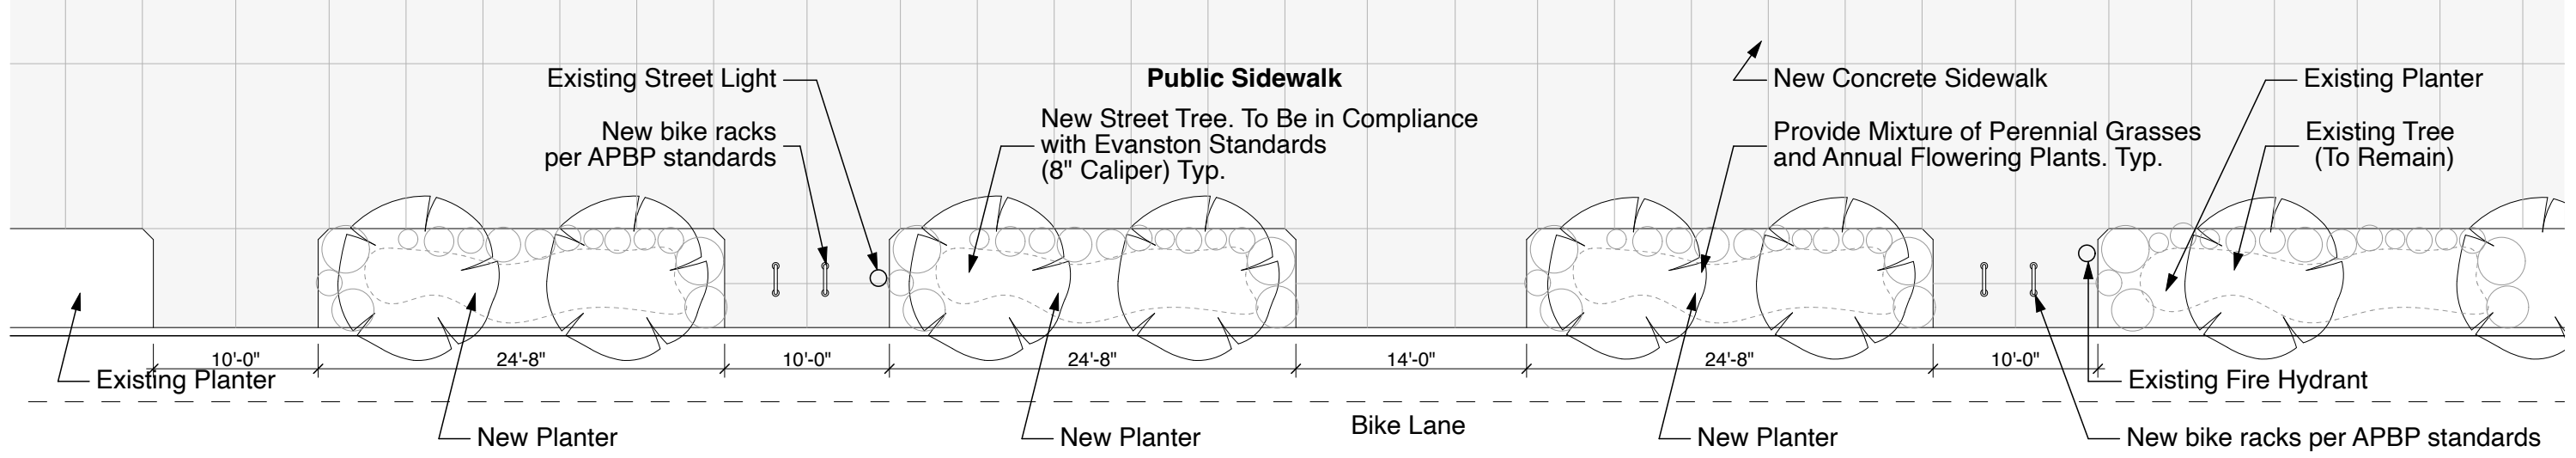 Existing Street Light
Public Sidewalk
New Concrete Sidewalk
Existing Planter
New bike racks
per APBP standards
New Street Tree. To Be in Compliance
with Evanston Standards
(8" Caliper) Typ.
Provide Mixture of Perennial Grasses
and Annual Flowering Plants. Typ.
Existing Tree
(To Remain)
10'-0"
24'-8"
10'-0"
24'-8"
14'-0"
24'-8"
10'-0"
Existing Planter
Existing Fire Hydrant
New Planter
New Planter
Bike Lane
New Planter
New bike racks per APBP standards